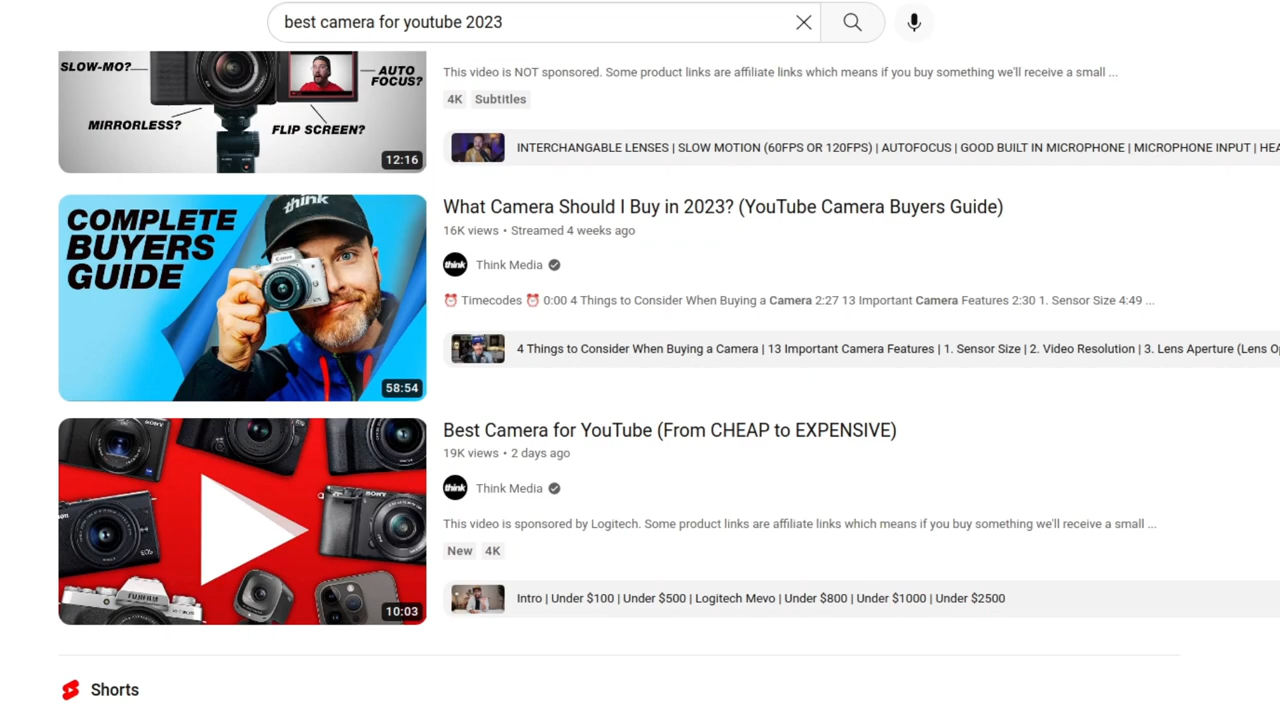 best camera for youtube 2023
SLOW-MO?
AUTO
FOCUS?
MIRRORLESS?
FLIP SCREEN?
12:16
This video is NOT sponsored. Some product links are affiliate links which means if you buy something we'll receive a small ...
4K Subtitles
INTERCHANGABLE LENSES | SLOW MOTION (60FPS OR 120FPS) | AUTOFOCUS | GOOD BUILT IN MICROPHONE | MICROPHONE INPUT | HEA
COMPLETE
BUYERS
GUIDE
think
Canon
58:54
What Camera Should I Buy in 2023? (YouTube Camera Buyers Guide)
16K views • Streamed 4 weeks ago
think Think Media
⏰ Timecodes ⏰ 0:00 4 Things to Consider When Buying a Camera 2:27 13 Important Camera Features 2:30 1. Sensor Size 4:49 ...
4 Things to Consider When Buying a Camera | 13 Important Camera Features | 1. Sensor Size | 2. Video Resolution | 3. Lens Aperture (Lens Op
SONY
SONY
EOS
FUJIFILM
10:03
Best Camera for YouTube (From CHEAP to EXPENSIVE)
19K views • 2 days ago
think Think Media
This video is sponsored by Logitech. Some product links are affiliate links which means if you buy something we'll receive a small ...
New 4K
Intro | Under $100 | Under $500 | Logitech Mevo | Under $800 | Under $1000 | Under $2500
Shorts